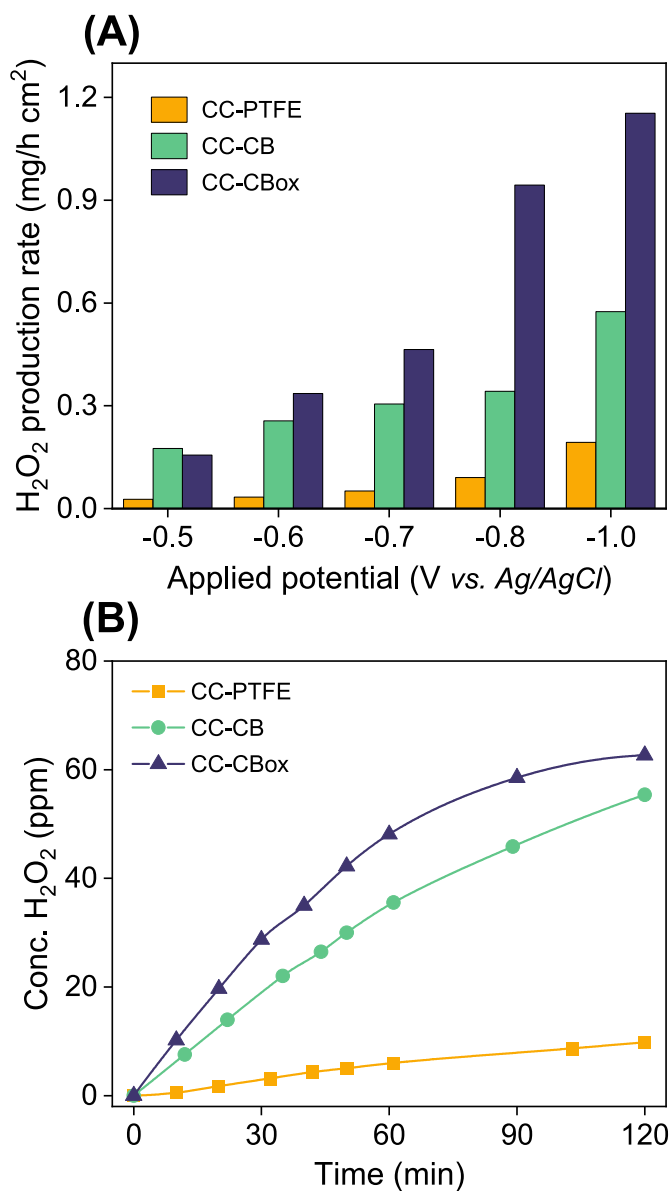 (A)
CC-PTFE
CC-CB
CC-CBox
H₂O₂ production rate (mg/h cm²)
1.2
0.9
0.6
0.3
0.0
-0.5 -0.6 -0.7 -0.8 -1.0
Applied potential (V vs. Ag/AgCl)
(B)
CC-PTFE
CC-CB
CC-CBox
Conc. H₂O₂ (ppm)
80
60
40
20
0
0 30 60 90 120
Time (min)